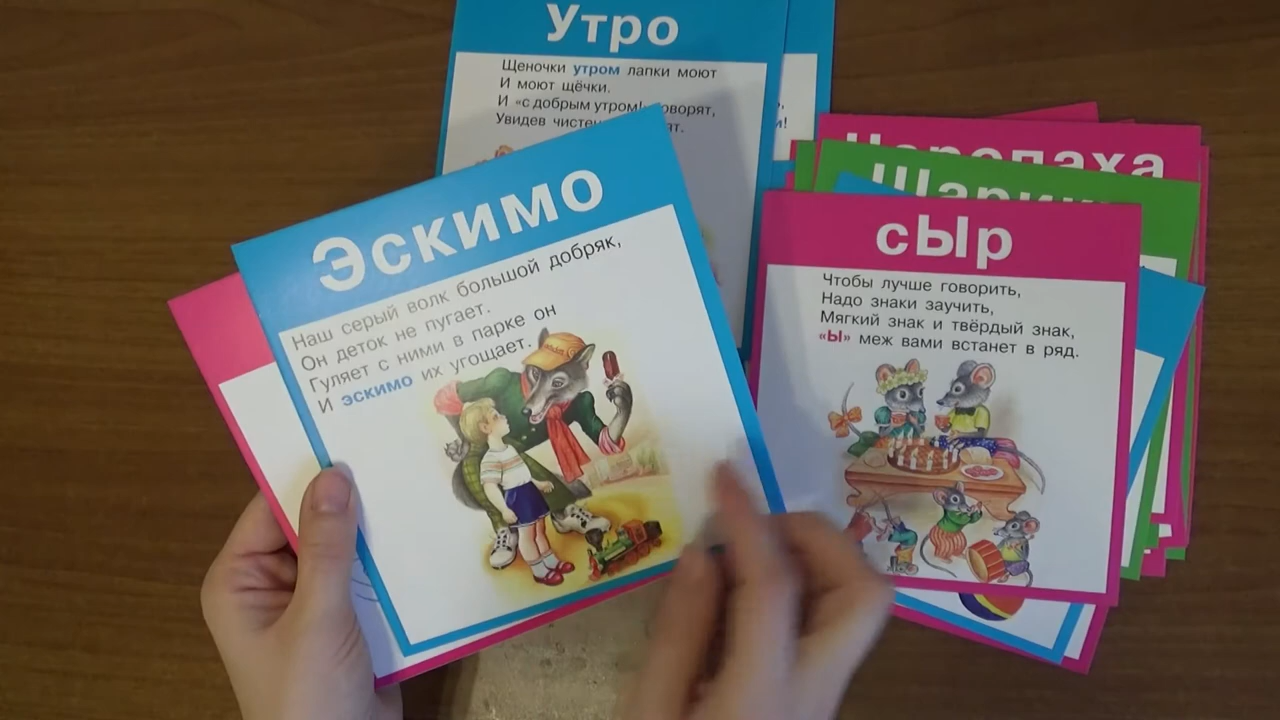 Утро
Щеночки утром лапки моют
И моют щёчки.
И «с добрым утром!»
Увидев
Эскимо
Наш серый волк большой добряк,
Он деток не пугает.
Гуляет с ними в парке он
И эскимо их угощает.
Черепаха
Шарик
сЫр
Чтобы лучше говорить,
Надо знаки заучить,
Мягкий знак и твёрдый знак,
«Ы» меж вами встанет в ряд.